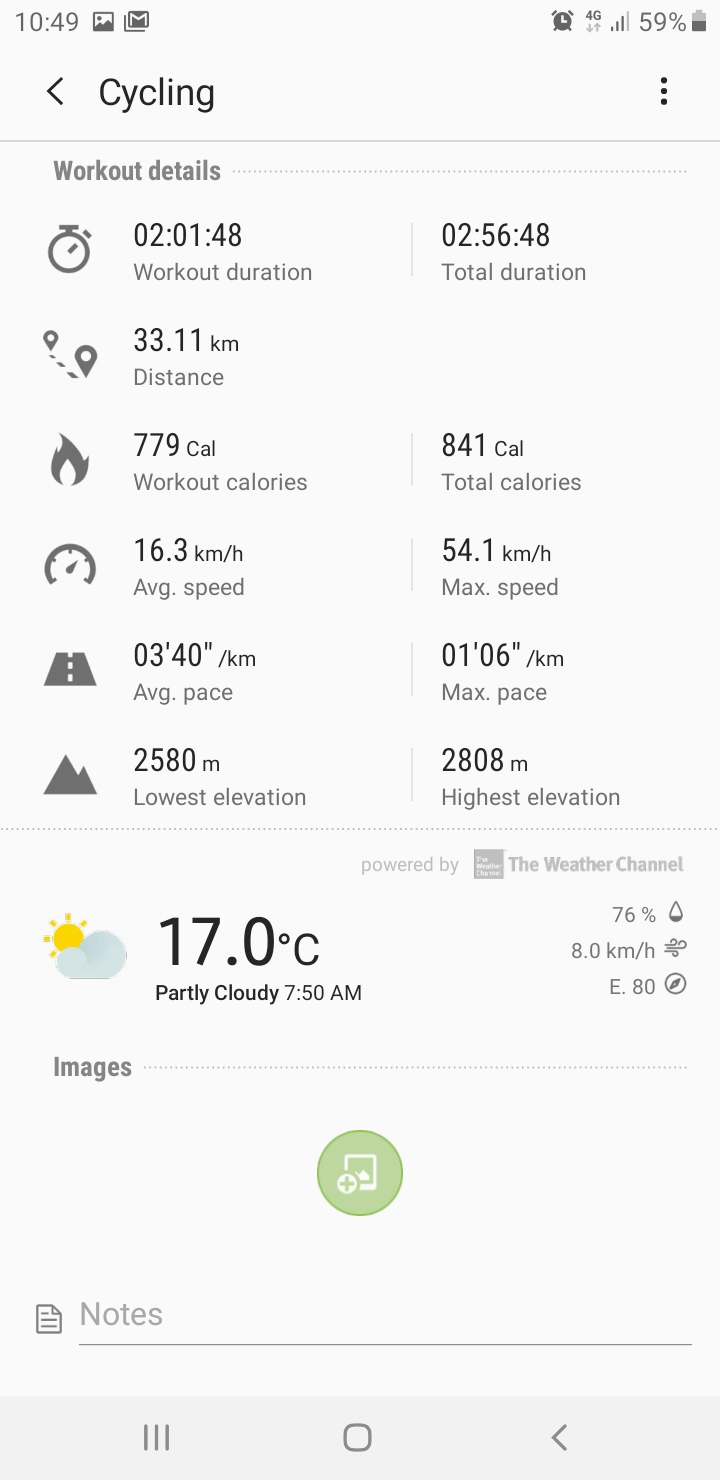 10:49 4G 59%
Cycling
Workout details
02:01:48 02:56:48
Workout duration Total duration
33.11 km
Distance
779 Cal 841 Cal
Workout calories Total calories
16.3 km/h 54.1 km/h
Avg. speed Max. speed
03'40" /km 01'06" /km
Avg. pace Max. pace
2580 m 2808 m
Lowest elevation Highest elevation
powered by The Weather Channel The Weather Channel
76 %
17.0°C
8.0 km/h
Partly Cloudy 7:50 AM
E. 80
Images
Notes